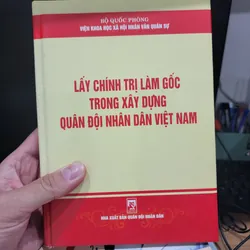 BỘ QUỐC PHÒNG
VIỆN KHOA HỌC XÃ HỘI NHÂN VĂN QUÂN SỰ
LẤY CHÍNH TRỊ LÀM GỐC
TRONG XÂY DỰNG
QUÂN ĐỘI NHÂN DÂN VIỆT NAM
NHÀ XUẤT BẢN QUÂN ĐỘI NHÂN DÂN